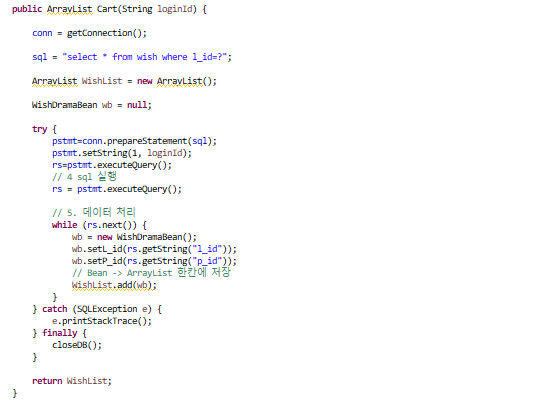 public ArrayList Cart(String loginId) {
conn = getConnection();
sql = "select * from wish where l_id=?";
ArrayList WishList = new ArrayList();
WishDramaBean wb = null;
try {
pstmt=conn.prepareStatement(sql);
pstmt.setString(1, loginId);
rs=pstmt.executeQuery();
// 4 sql 실행
rs = pstmt.executeQuery();
// 5. 데이터 처리
while (rs.next()) {
wb = new WishDramaBean();
wb.setL_id(rs.getString("l_id"));
wb.setP_id(rs.getString("p_id"));
// Bean -> ArrayList 한칸에 저장
WishList.add(wb);
}
} catch (SQLException e) {
e.printStackTrace();
} finally {
closeDB();
}
return WishList;
}